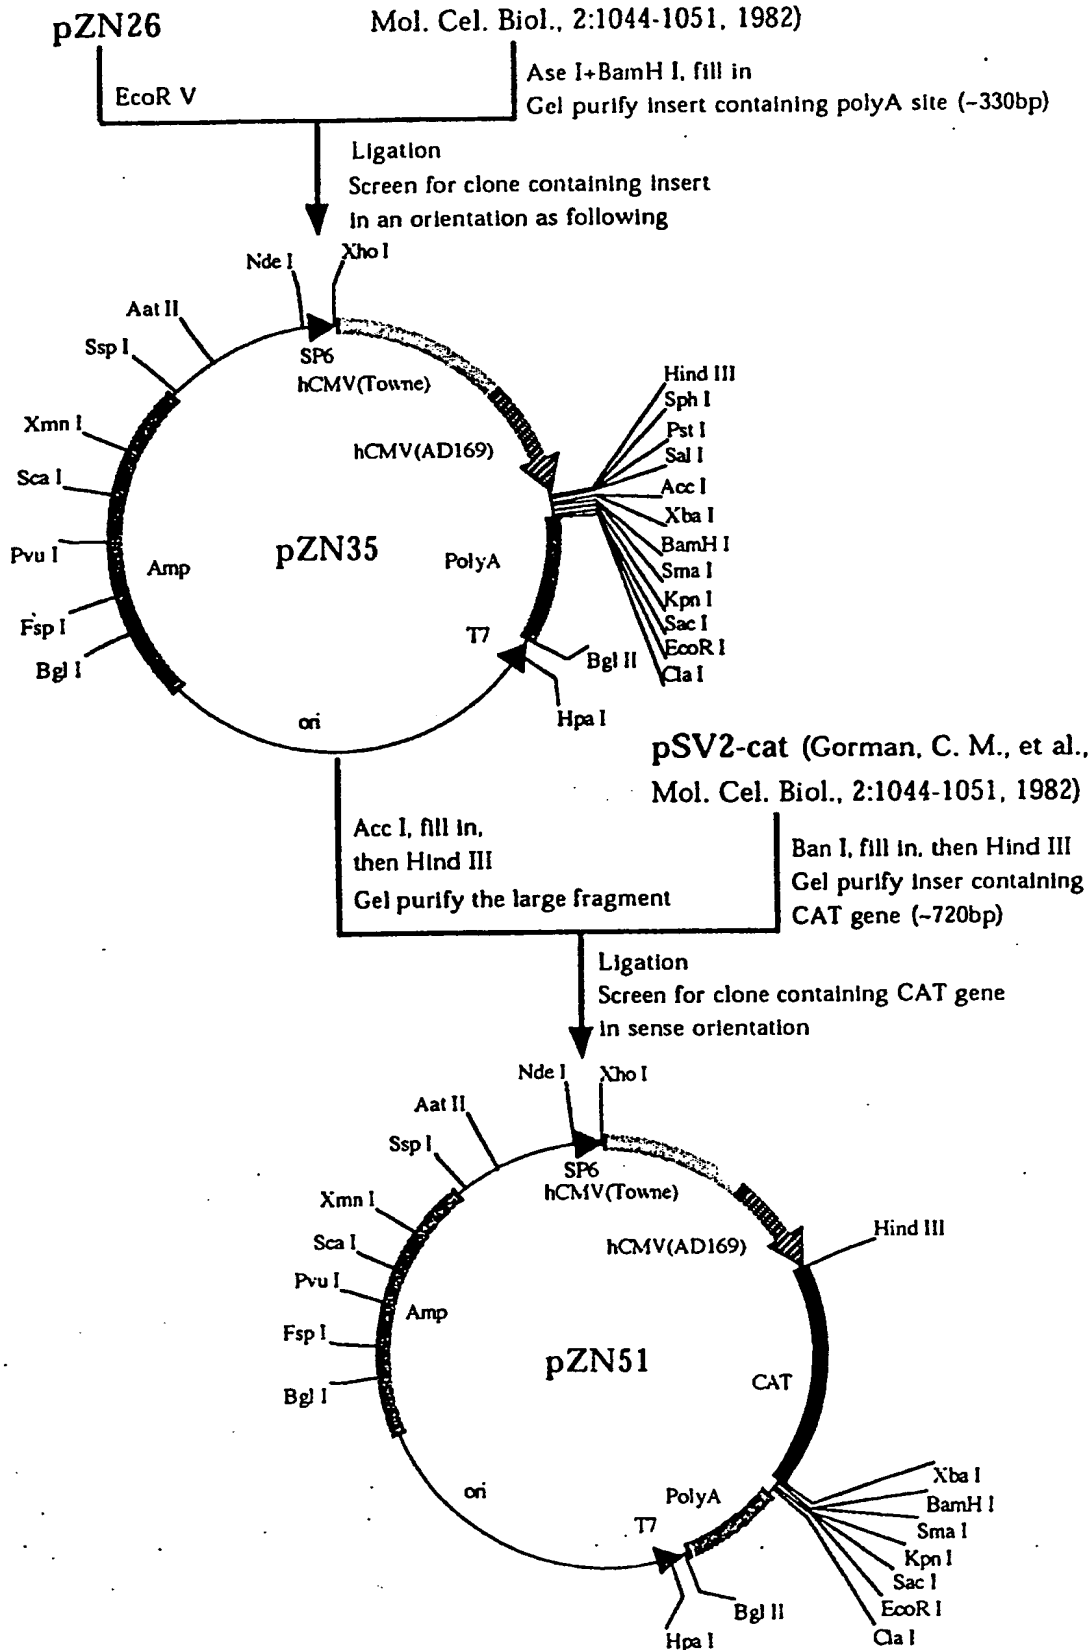 pZN26
Mol. Cel. Biol., 2:1044-1051, 1982)
EcoR V
Ase I+BamH I, fill in
Gel purify insert containing polyA site (~330bp)
Ligation
Screen for clone containing insert
in an orientation as following
Nde I
Xho I
Aat II
Ssp I
Xmn I
Sca I
Pvu I
Fsp I
Bgl I
SP6
hCMV(Towne)
hCMV(AD169)
Amp
pZN35
PolyA
T7
ori
Hind III
Sph I
Pst I
Sal I
Acc I
Xba I
BamH I
Sma I
Kpn I
Sac I
EcoR I
Cla I
Bgl II
Hpa I
pSV2-cat (Gorman, C. M., et al.,
Mol. Cel. Biol., 2:1044-1051, 1982)
Acc I, fill in,
then Hind III
Gel purify the large fragment
Ban I, fill in, then Hind III
Gel purify inser containing
CAT gene (~720bp)
Ligation
Screen for clone containing CAT gene
in sense orientation
Nde I
Xho I
Aat II
Ssp I
Xmn I
Sca I
Pvu I
Fsp I
Bgl I
SP6
hCMV(Towne)
hCMV(AD169)
Hind III
Amp
pZN51
CAT
ori
PolyA
T7
Xba I
BamH I
Sma I
Kpn I
Sac I
EcoR I
Cla I
Bgl II
Hpa I